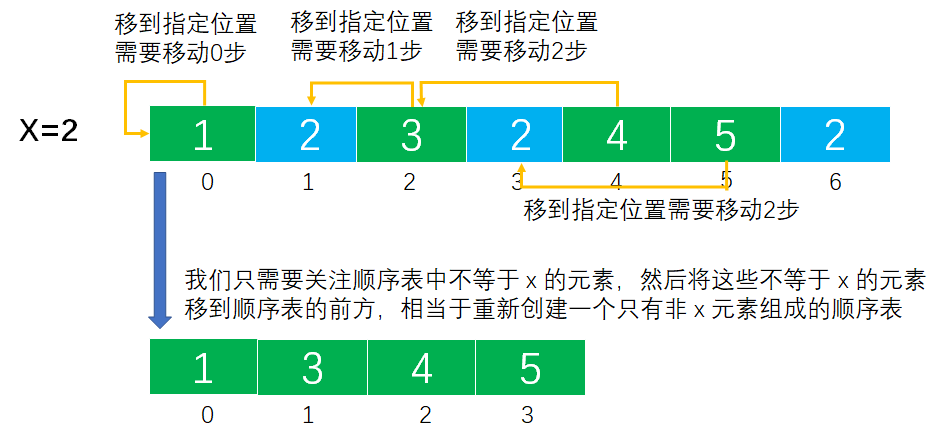 移到指定位置
需要移动0步
移到指定位置
需要移动1步
移到指定位置
需要移动2步
X=2
1 2 3 2 4 5 2
0 1 2 3 4 5 6
移到指定位置需要移动2步
我们只需要关注顺序表中不等于 x 的元素，然后将这些不等于 x 的元素
移到顺序表的前方，相当于重新创建一个只有非 x 元素组成的顺序表
1 3 4 5
0 1 2 3